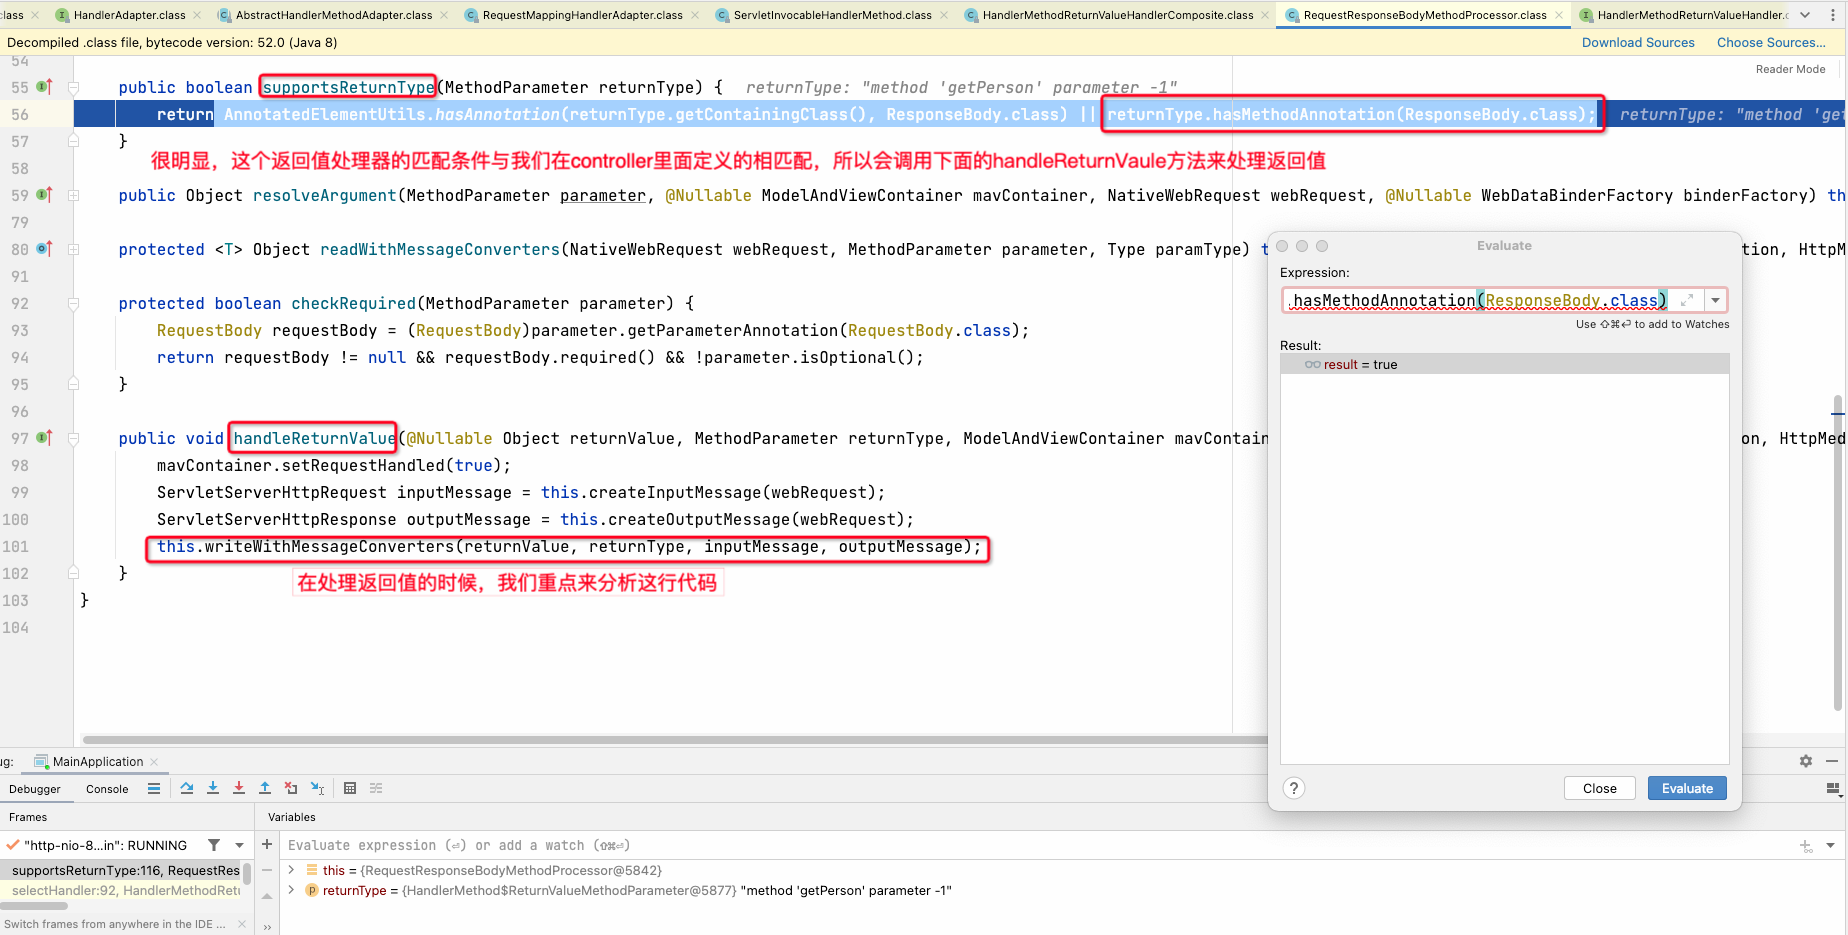 lass HandlerAdapter.class AbstractHandlerMethodAdapter.class RequestMappingHandlerAdapter.class ServletInvocableHandlerMethod.class HandlerMethodReturnValueHandlerComposite.class RequestResponseBodyMethodProcessor.class HandlerMethodReturnValueHandler.c
Decompiled .class file, bytecode version: 52.0 (Java 8) Download Sources Choose Sources...
Reader Mode
54
55 public boolean supportsReturnType(MethodParameter returnType) { returnType: "method 'getPerson' parameter -1"
56 return AnnotatedElementUtils.hasAnnotation(returnType.getContainingClass(), ResponseBody.class) || returnType.hasMethodAnnotation(ResponseBody.class); returnType: "method 'get
57 }
58 很明显，这个返回值处理器的匹配条件与我们在controller里面定义的相匹配，所以会调用下面的handleReturnVaule方法来处理返回值
59 public Object resolveArgument(MethodParameter parameter, @Nullable ModelAndViewContainer mavContainer, NativeWebRequest webRequest, @Nullable WebDataBinderFactory binderFactory) th
79
80 protected <T> Object readWithMessageConverters(NativeWebRequest webRequest, MethodParameter parameter, Type paramType) t tion, HttpM
91
92 protected boolean checkRequired(MethodParameter parameter) {
93 RequestBody requestBody = (RequestBody)parameter.getParameterAnnotation(RequestBody.class);
94 return requestBody != null && requestBody.required() && !parameter.isOptional();
95 }
96
97 public void handleReturnValue(@Nullable Object returnValue, MethodParameter returnType, ModelAndViewContainer mavContain on, HttpMed
98 mavContainer.setRequestHandled(true);
99 ServletServerHttpRequest inputMessage = this.createInputMessage(webRequest);
100 ServletServerHttpResponse outputMessage = this.createOutputMessage(webRequest);
101 this.writeWithMessageConverters(returnValue, returnType, inputMessage, outputMessage);
102 }
在处理返回值的时候，我们重点来分析这行代码
103 }
104
Evaluate
Expression:
.hasMethodAnnotation(ResponseBody.class)
Use ⇧⌘⏎ to add to Watches
Result:
result = true
? Close Evaluate
ug: MainApplication
Debugger Console
Frames Variables
"http-nio-8...in": RUNNING Evaluate expression (⏎) or add a watch (⇧⌘⏎)
supportsReturnType:116, RequestRes this = {RequestResponseBodyMethodProcessor@5842}
selectHandler:92, HandlerMethodRetu returnType = {HandlerMethod$ReturnValueMethodParameter@5877} "method 'getPerson' parameter -1"
Switch frames from anywhere in the IDE ...